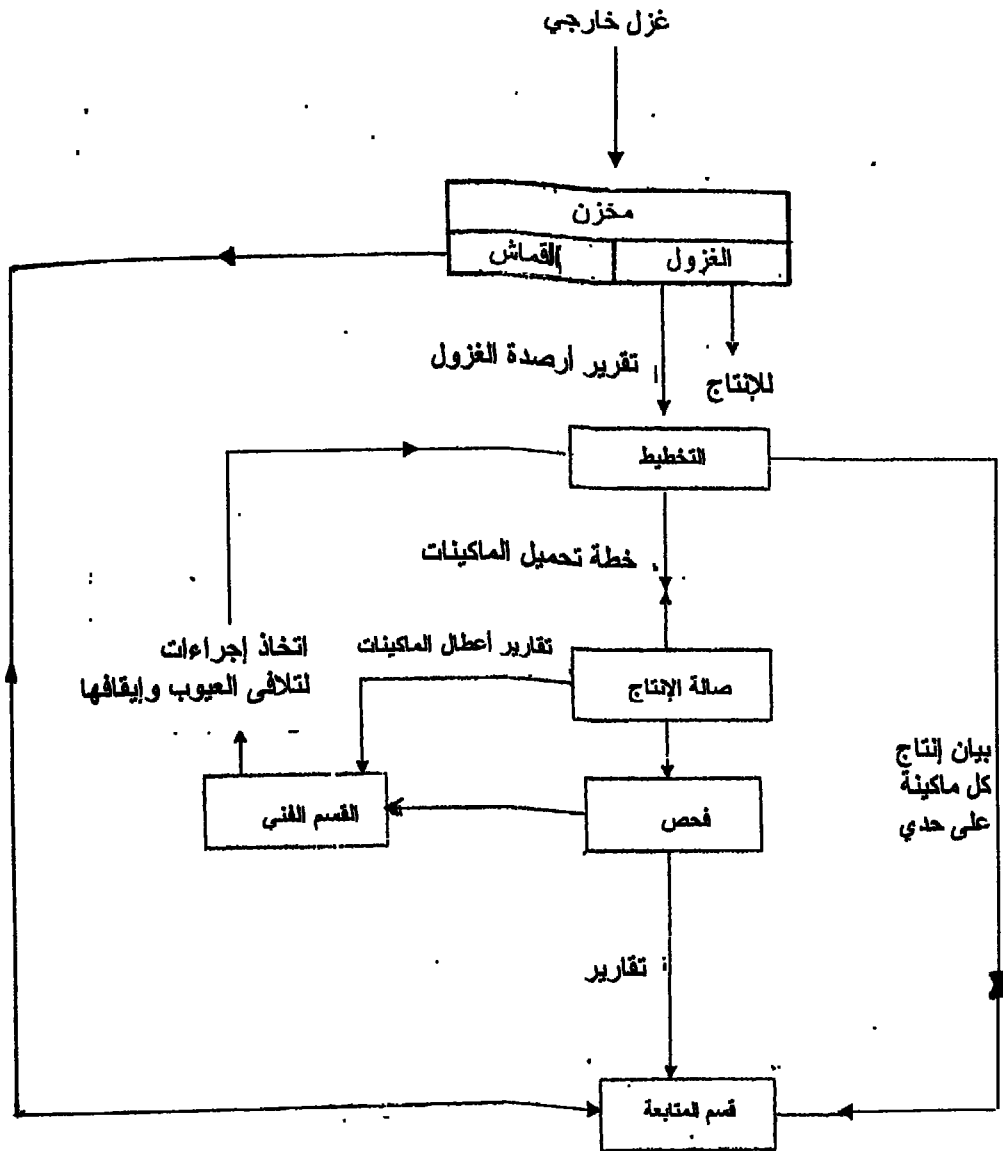 غزل خارجي
مخزن
الغزول
القماش
تقرير ارصدة الغزول
للإنتاج
التخطيط
خطة تحميل الماكينات
اتخاذ إجراءات
لتلافى العيوب وإيقافها
تقارير أعطال الماكينات
صالة الإنتاج
بيان إنتاج
كل ماكينة
على حدي
القسم الفني
فحص
تقارير
قسم المتابعة